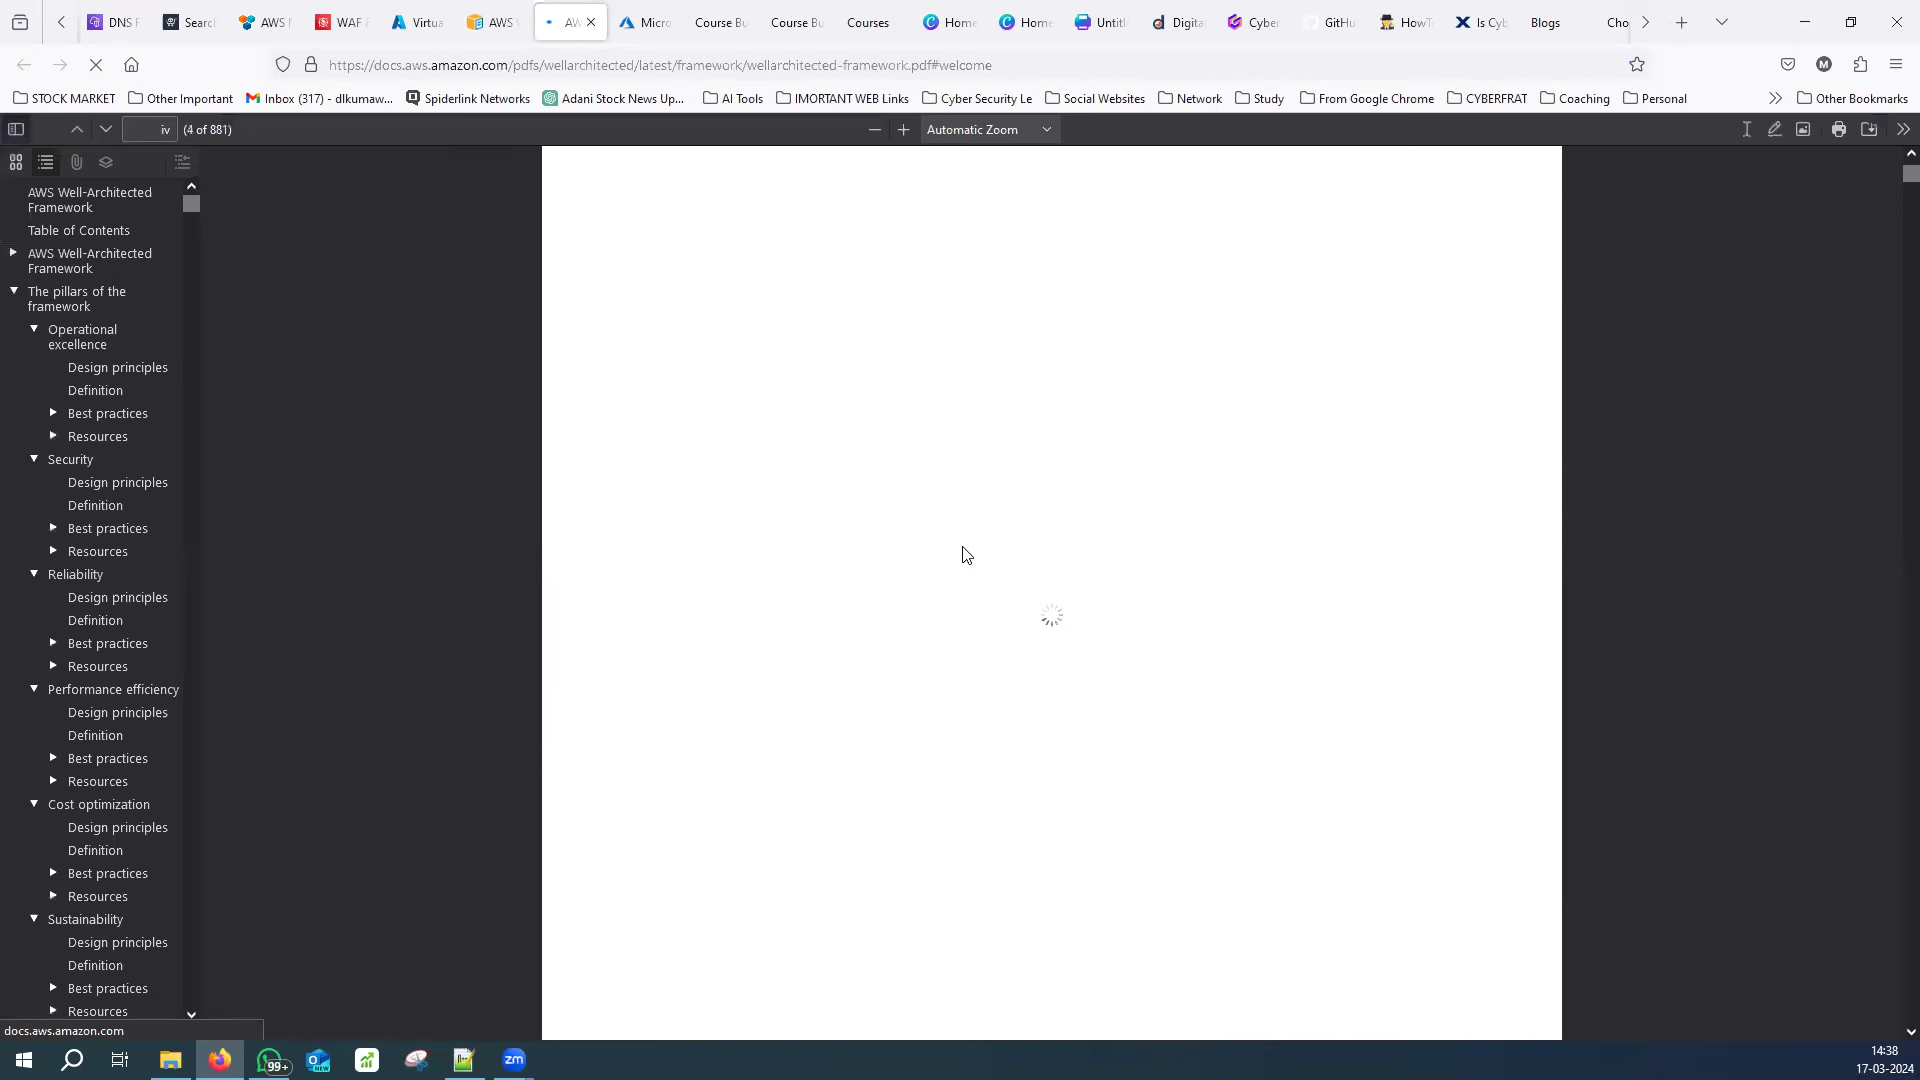 DNS F
Searc
AWS
WAF
Virtua
AWS
AW
Micro
Course Bu
Course Bu
Courses
Home
Home
Untit
Digita
Cyber
GitHu
HowT
Is Cyb
Blogs
Cho
https://docs.aws.amazon.com/pdfs/wellarchitected/latest/framework/wellarchitected-framework.pdf#welcome
M
STOCK MARKET
Other Important
Inbox (317) - dlkumaw...
Spiderlink Networks
Adani Stock News Up...
AI Tools
IMORTANT WEB Links
Cyber Security Le
Social Websites
Network
Study
From Google Chrome
CYBERFRAT
Coaching
Personal
Other Bookmarks
iv (4 of 881)
Automatic Zoom
AWS Well-Architected
Framework
Table of Contents
AWS Well-Architected
Framework
The pillars of the
framework
Operational
excellence
Design principles
Definition
Best practices
Resources
Security
Design principles
Definition
Best practices
Resources
Reliability
Design principles
Definition
Best practices
Resources
Performance efficiency
Design principles
Definition
Best practices
Resources
Cost optimization
Design principles
Definition
Best practices
Resources
Sustainability
Design principles
Definition
Best practices
Resources
docs.aws.amazon.com
99+
NEW
zm
14:38
17-03-2024